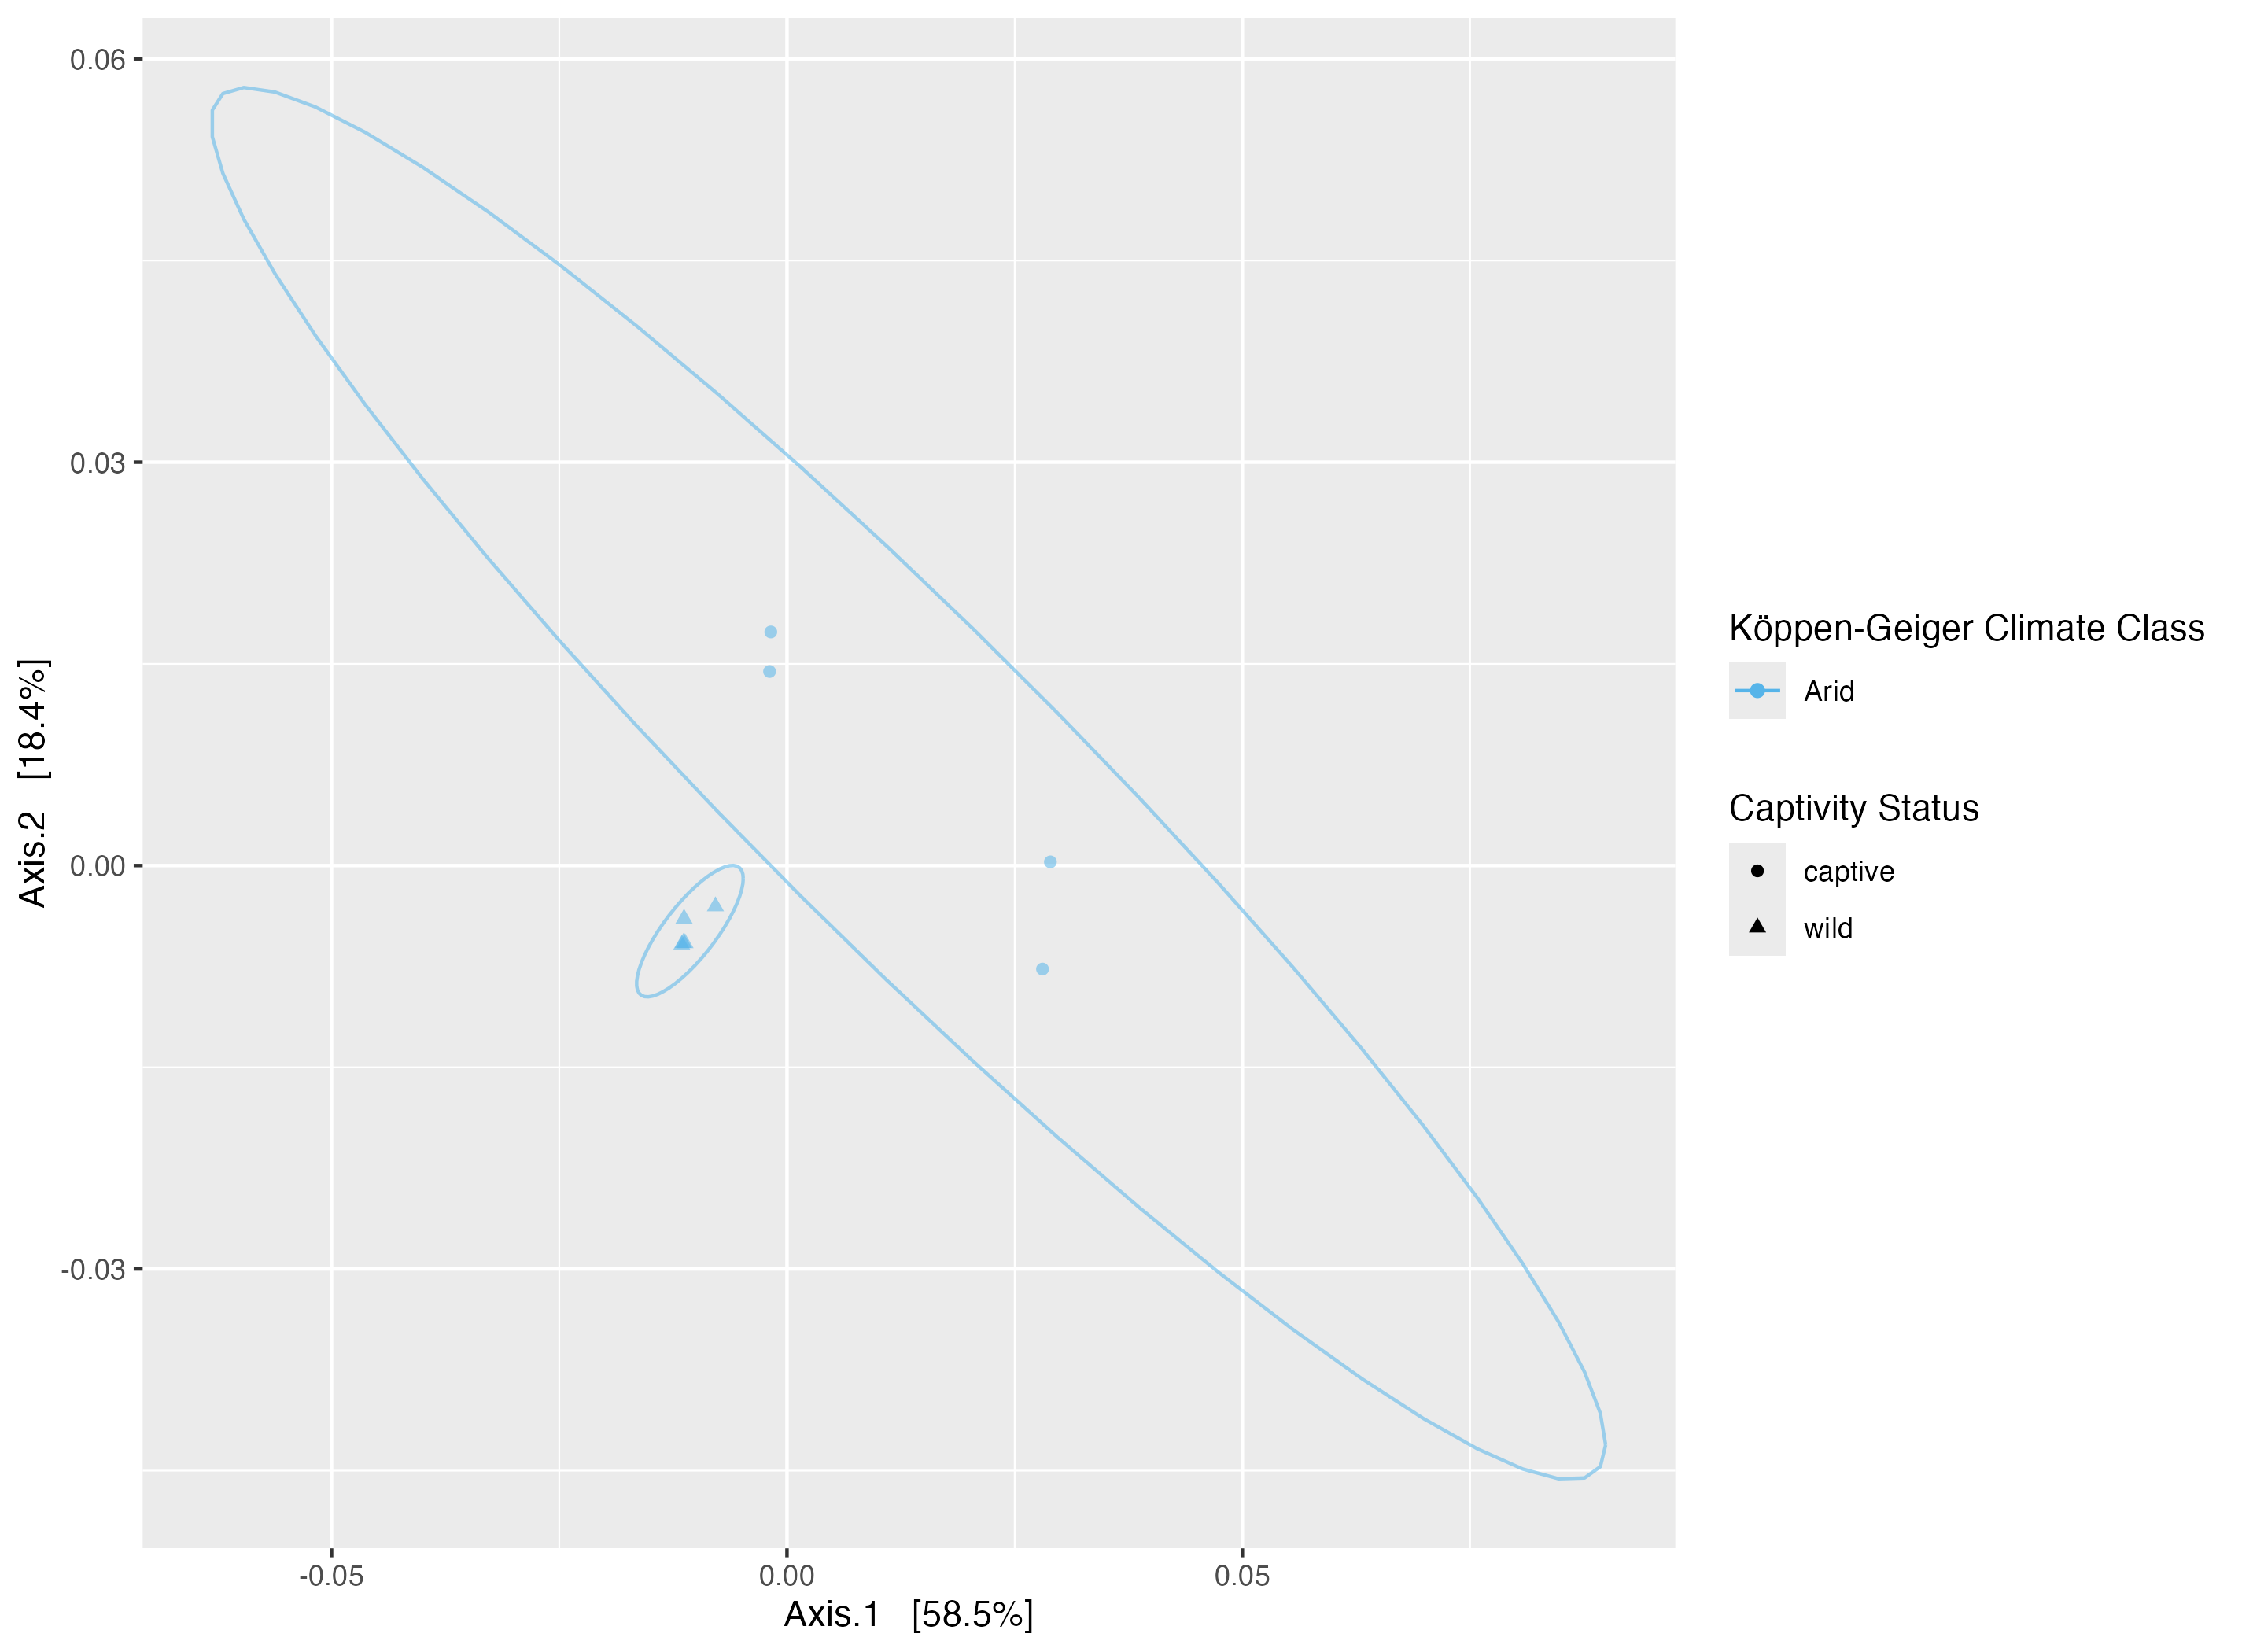 0.06
0.03
0.00
-0.03
Axis.2 [18.4%]
-0.05 0.00 0.05
Axis.1 [58.5%]
Köppen-Geiger Climate Class
Arid
Captivity Status
captive
wild